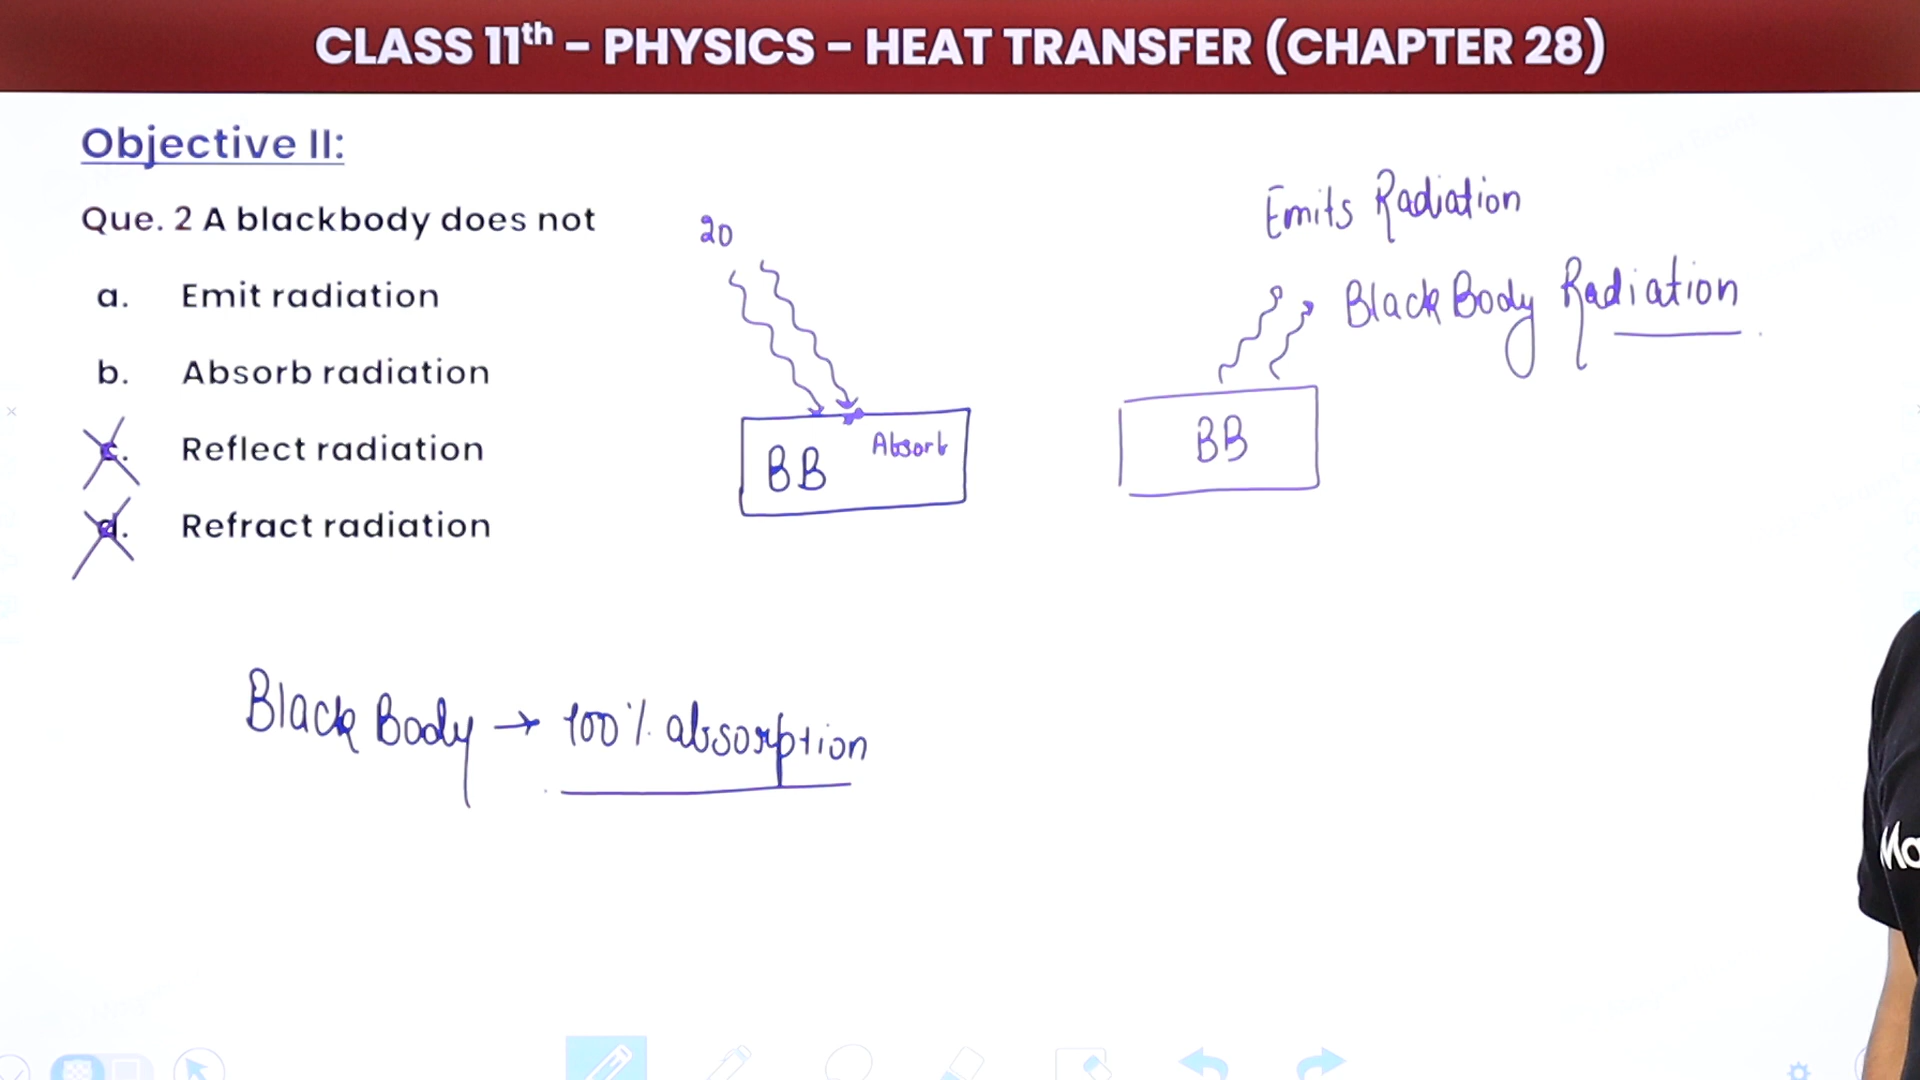 CLASS 11th – PHYSICS – HEAT TRANSFER (CHAPTER 28)
Objective II:
Que. 2 A blackbody does not
a. Emit radiation
b. Absorb radiation
c. Reflect radiation
d. Refract radiation
20
BB Absorb
Emits Radiation
Black Body Radiation
BB
Black Body → 100% absorption
Mo